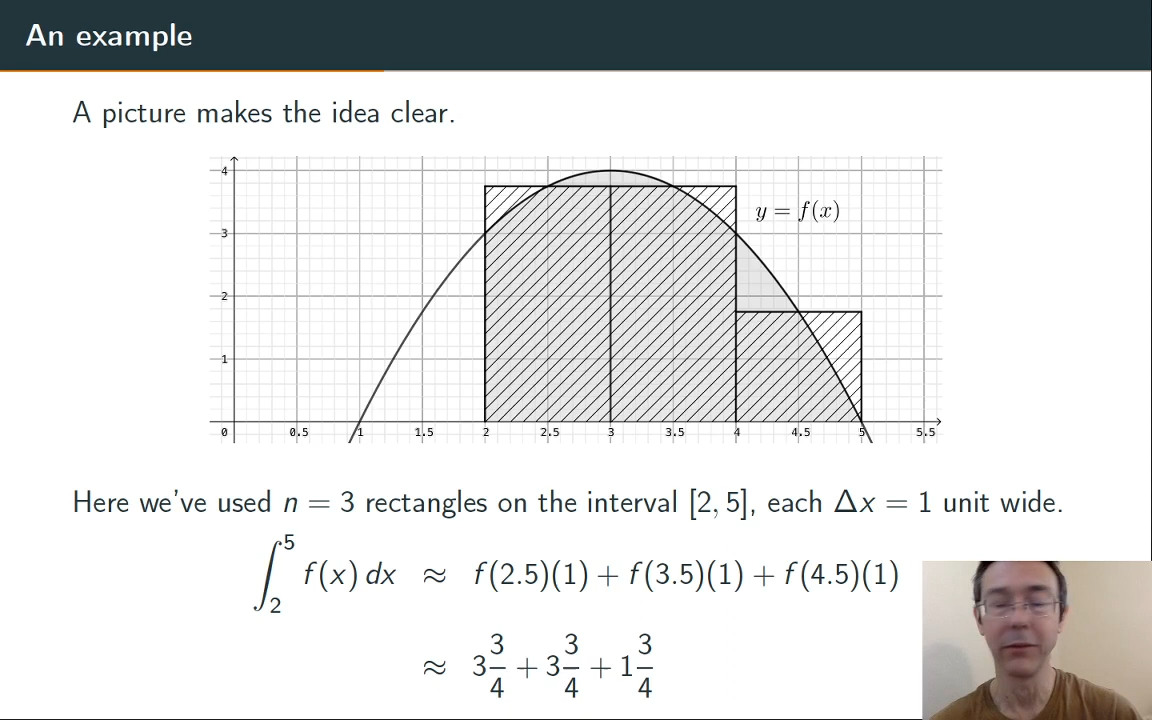 An example
A picture makes the idea clear.
4
3
2
1
y = f(x)
0 0.5 1 1.5 2 2.5 3 3.5 4 4.5 5 5.5
Here we've used n = 3 rectangles on the interval [2, 5], each Δx = 1 unit wide.
∫₂⁵ f(x) dx ≈ f(2.5)(1) + f(3.5)(1) + f(4.5)(1)
≈ 3 3/4 + 3 3/4 + 1 3/4